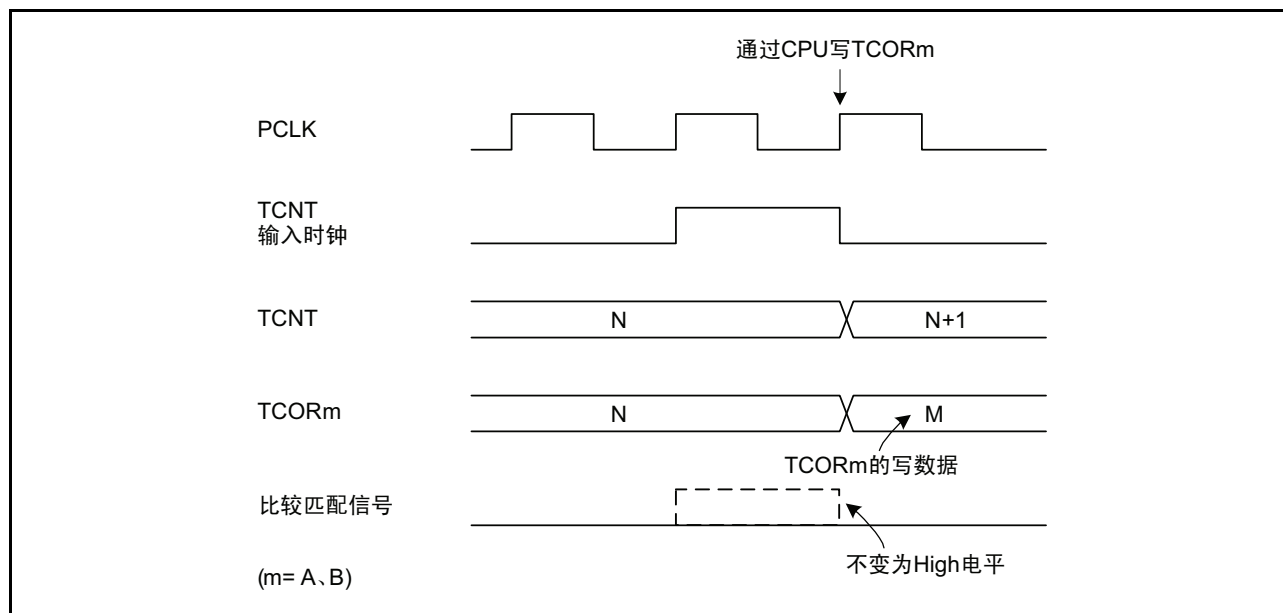 通过CPU写TCORm
PCLK
TCNT
输入时钟
TCNT
N
N+1
TCORm
N
M
TCORm的写数据
比较匹配信号
不变为High电平
(m= A、B)